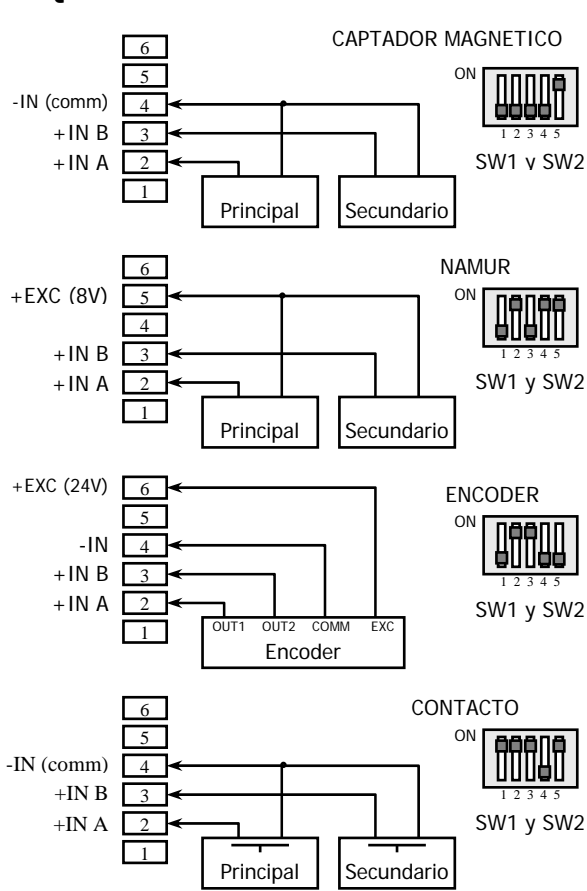 CAPTADOR MAGNETICO
6
5
-IN (comm) 4
+IN B 3
+IN A 2
1
Principal Secundario
ON
1 2 3 4 5
SW1 y SW2
NAMUR
6
+EXC (8V) 5
4
+IN B 3
+IN A 2
1
Principal Secundario
ON
1 2 3 4 5
SW1 y SW2
ENCODER
+EXC (24V) 6
5
-IN 4
+IN B 3
+IN A 2
1
OUT1 OUT2 COMM EXC
Encoder
ON
1 2 3 4 5
SW1 y SW2
CONTACTO
6
5
-IN (comm) 4
+IN B 3
+IN A 2
1
Principal Secundario
ON
1 2 3 4 5
SW1 y SW2